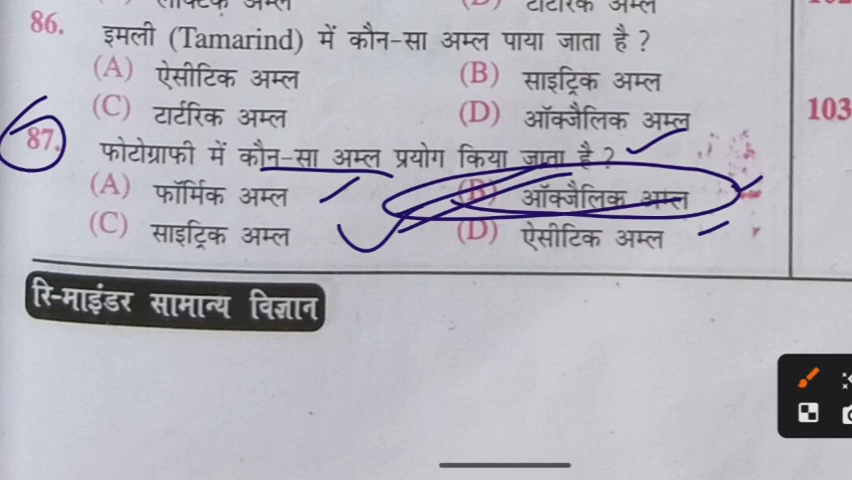 86.
इमली (Tamarind) में कौन-सा अम्ल पाया जाता है ?
(A) ऐसीटिक अम्ल (B) साइट्रिक अम्ल
(C) टार्टरिक अम्ल (D) ऑक्जैलिक अम्ल
103
87. फोटोग्राफी में कौन-सा अम्ल प्रयोग किया जाता है ?
(A) फॉर्मिक अम्ल (B) ऑक्जैलिक अम्ल
(C) साइट्रिक अम्ल (D) ऐसीटिक अम्ल
रि-माइंडर सामान्य विज्ञान